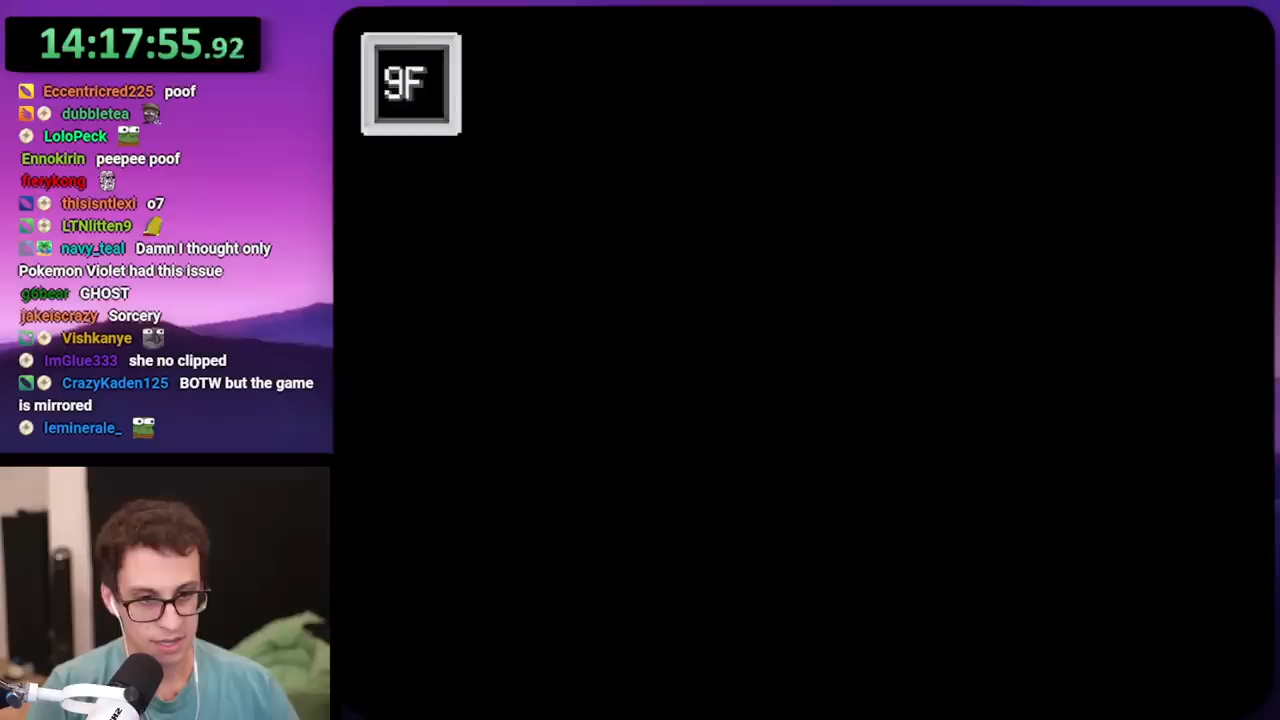 14:17:55.92
Eccentricred225 poof
dubbletea
LoloPeck
Ennokirin peepee poof
fierykong
thisisntlexi o7
LTNlitten9
navy_teal Damn I thought only
Pokemon Violet had this issue
g6bear GHOST
jakeiscrazy Sorcery
Vishkanye
ImGlue333 she no clipped
CrazyKaden125 BOTW but the game
is mirrored
leminerale_
9F